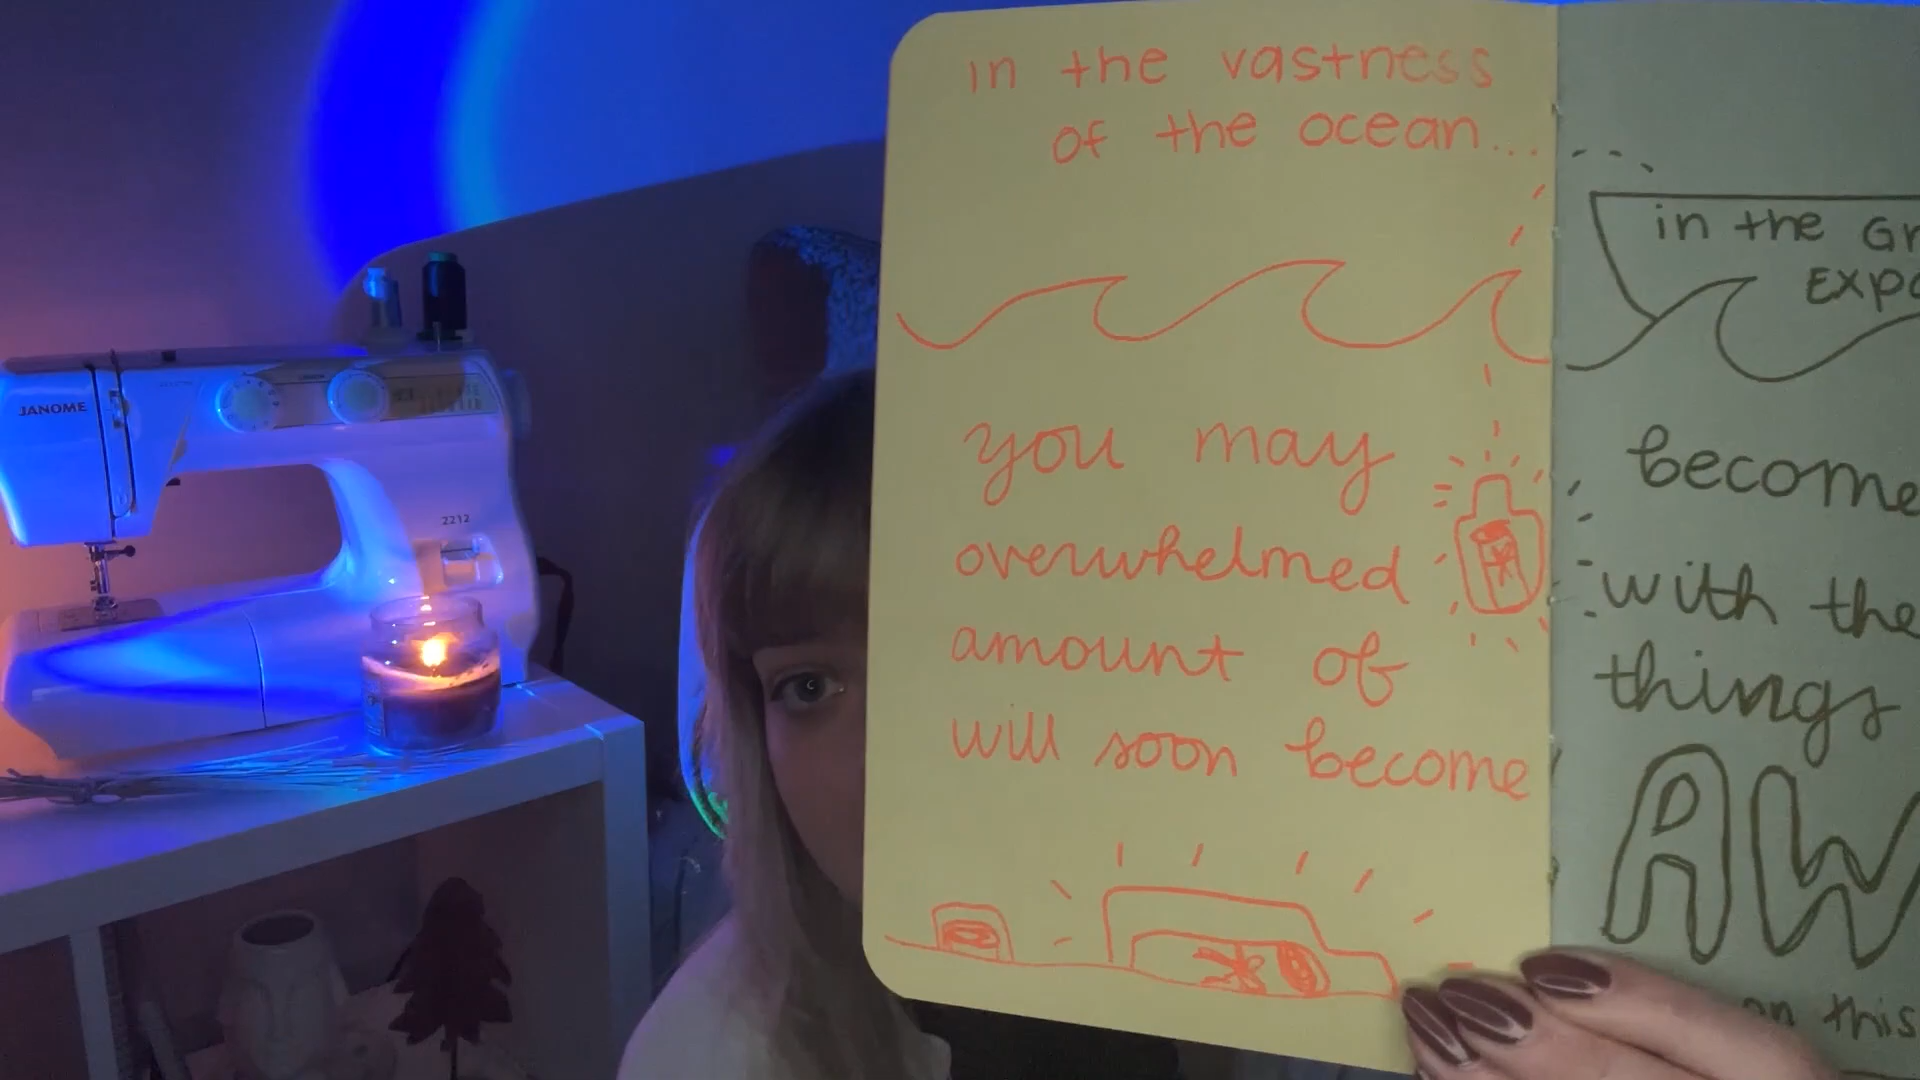 in the vastness
of the ocean...
you may
overwhelmed
amount of
will soon become
in the Gr
Expa
become
with the
things
AW
on this
JANOME
2212